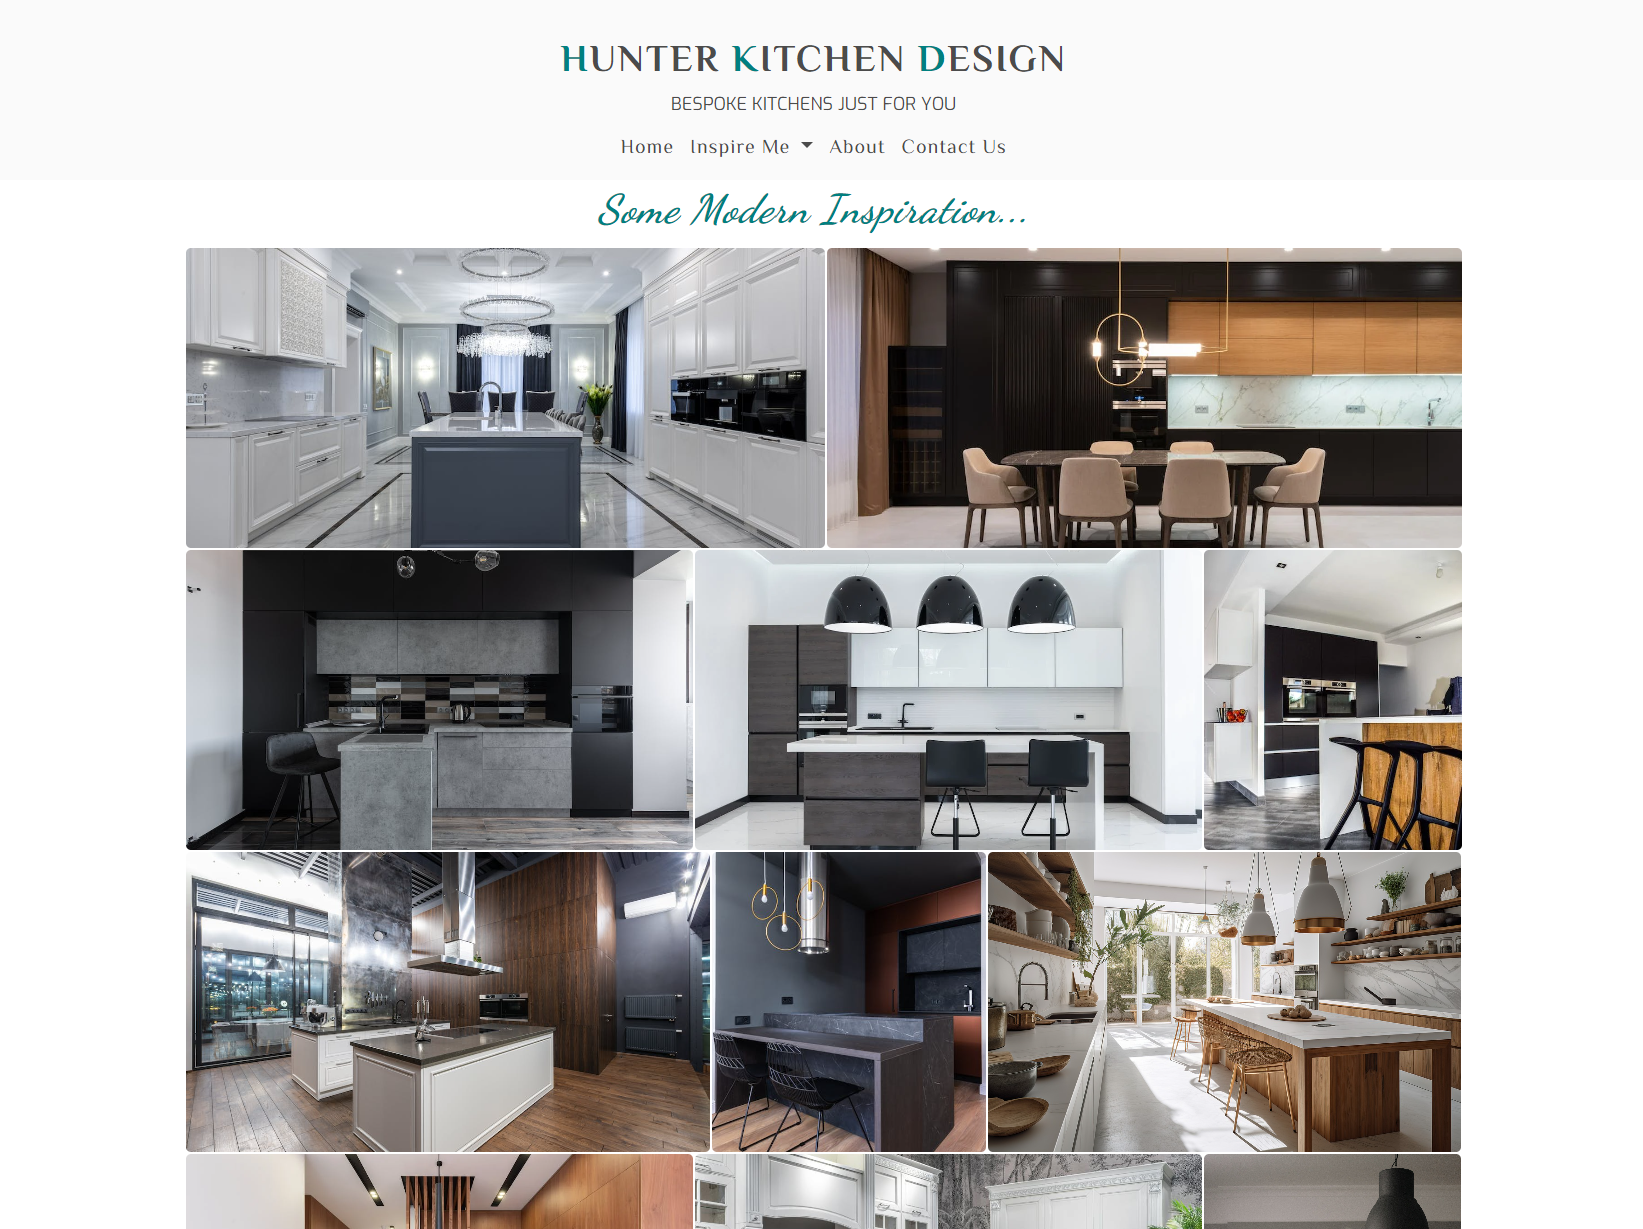 HUNTER KITCHEN DESIGN
BESPOKE KITCHENS JUST FOR YOU
Home Inspire Me About Contact Us
Some Modern Inspiration...